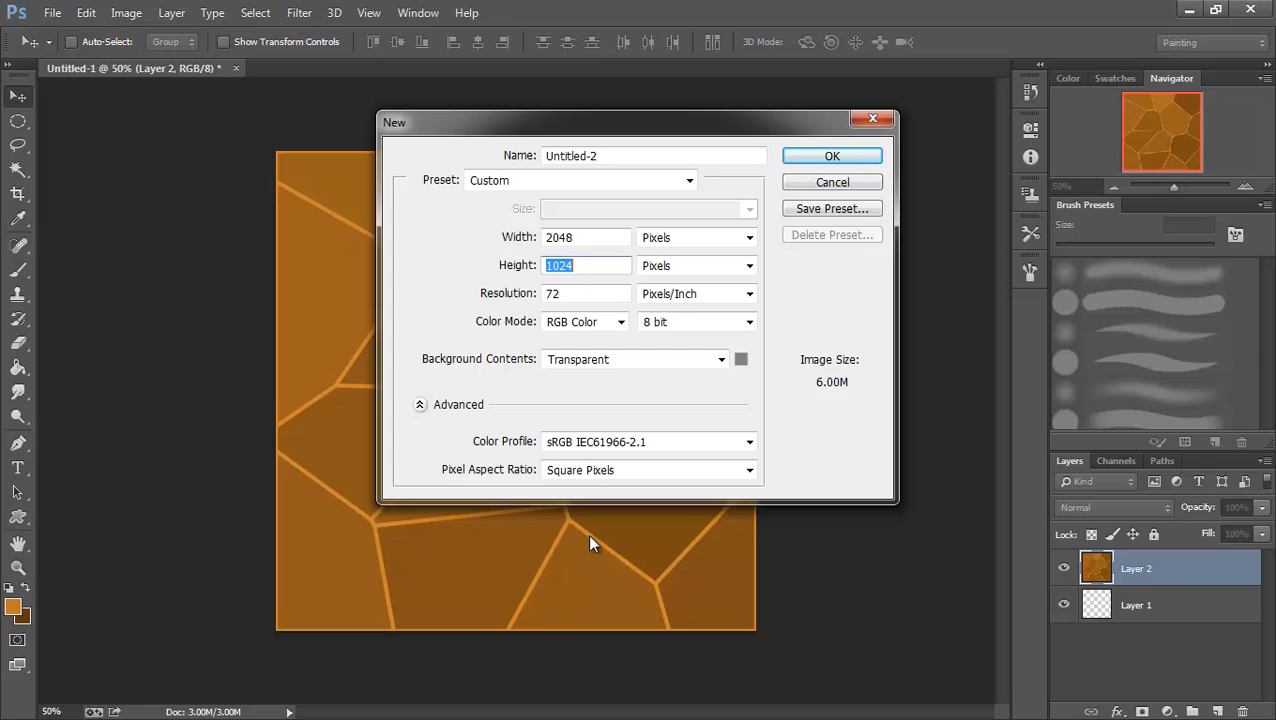 Ps File Edit Image Layer Type Select Filter 3D View Window Help
Auto-Select: Group Show Transform Controls 3D Mode: Painting
Untitled-1 @ 50% (Layer 2, RGB/8) *
Color Swatches Navigator
50%
Brush Presets
Size:
New
Name: Untitled-2 OK
Preset: Custom Cancel
Size: Save Preset...
Width: 2048 Pixels Delete Preset...
Height: 1024 Pixels
Resolution: 72 Pixels/Inch
Color Mode: RGB Color 8 bit
Background Contents: Transparent Image Size:
6.00M
Advanced
Color Profile: sRGB IEC61966-2.1
Pixel Aspect Ratio: Square Pixels
Layers Channels Paths
Kind
Normal Opacity: 100%
Lock: Fill: 100%
Layer 2
Layer 1
50% Doc: 3.00M/3.00M